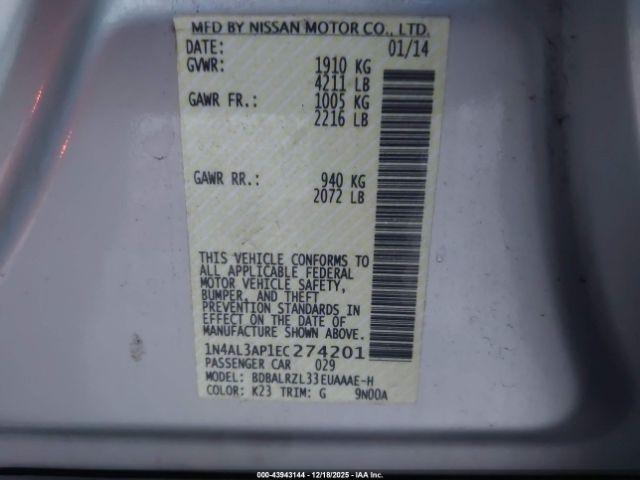 MFD BY NISSAN MOTOR CO., LTD.
DATE: 01/14
GVWR: 1910 KG
4211 LB
GAWR FR.: 1005 KG
2216 LB
GAWR RR.: 940 KG
2072 LB
THIS VEHICLE CONFORMS TO
ALL APPLICABLE FEDERAL
MOTOR VEHICLE SAFETY,
BUMPER, AND THEFT
PREVENTION STANDARDS IN
EFFECT ON THE DATE OF
MANUFACTURE SHOWN ABOVE.
1N4AL3AP1EC274201
PASSENGER CAR 029
MODEL: BDBALRZL33EUAAAE-H
COLOR: K23 TRIM: G 9N00A
000-43943144 - 12/18/2025 - IAA Inc.